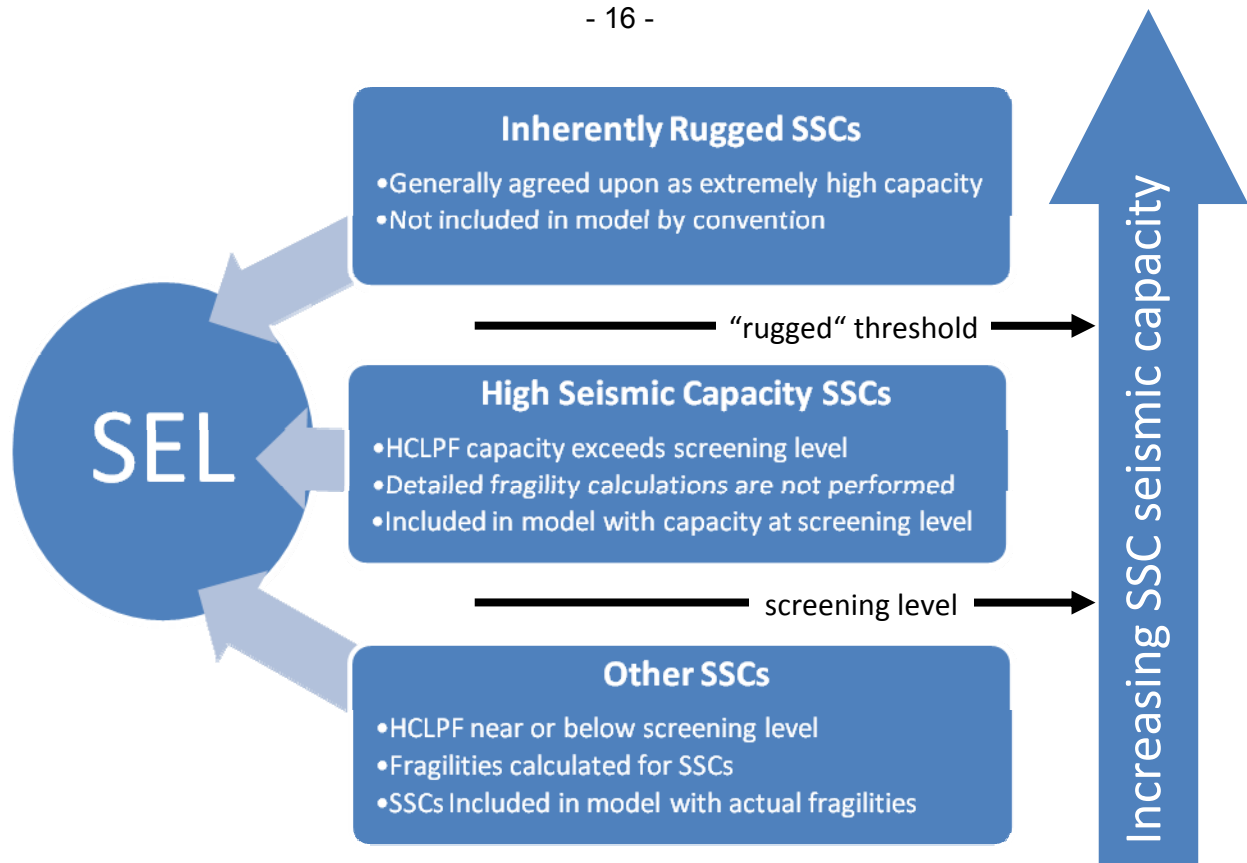 - 16 -
Inherently Rugged SSCs
•Generally agreed upon as extremely high capacity
•Not included in model by convention
"rugged" threshold
SEL
High Seismic Capacity SSCs
•HCLPF capacity exceeds screening level
•Detailed fragility calculations are not performed
•Included in model with capacity at screening level
screening level
Other SSCs
•HCLPF near or below screening level
•Fragilities calculated for SSCs
•SSCs Included in model with actual fragilities
Increasing SSC seismic capacity